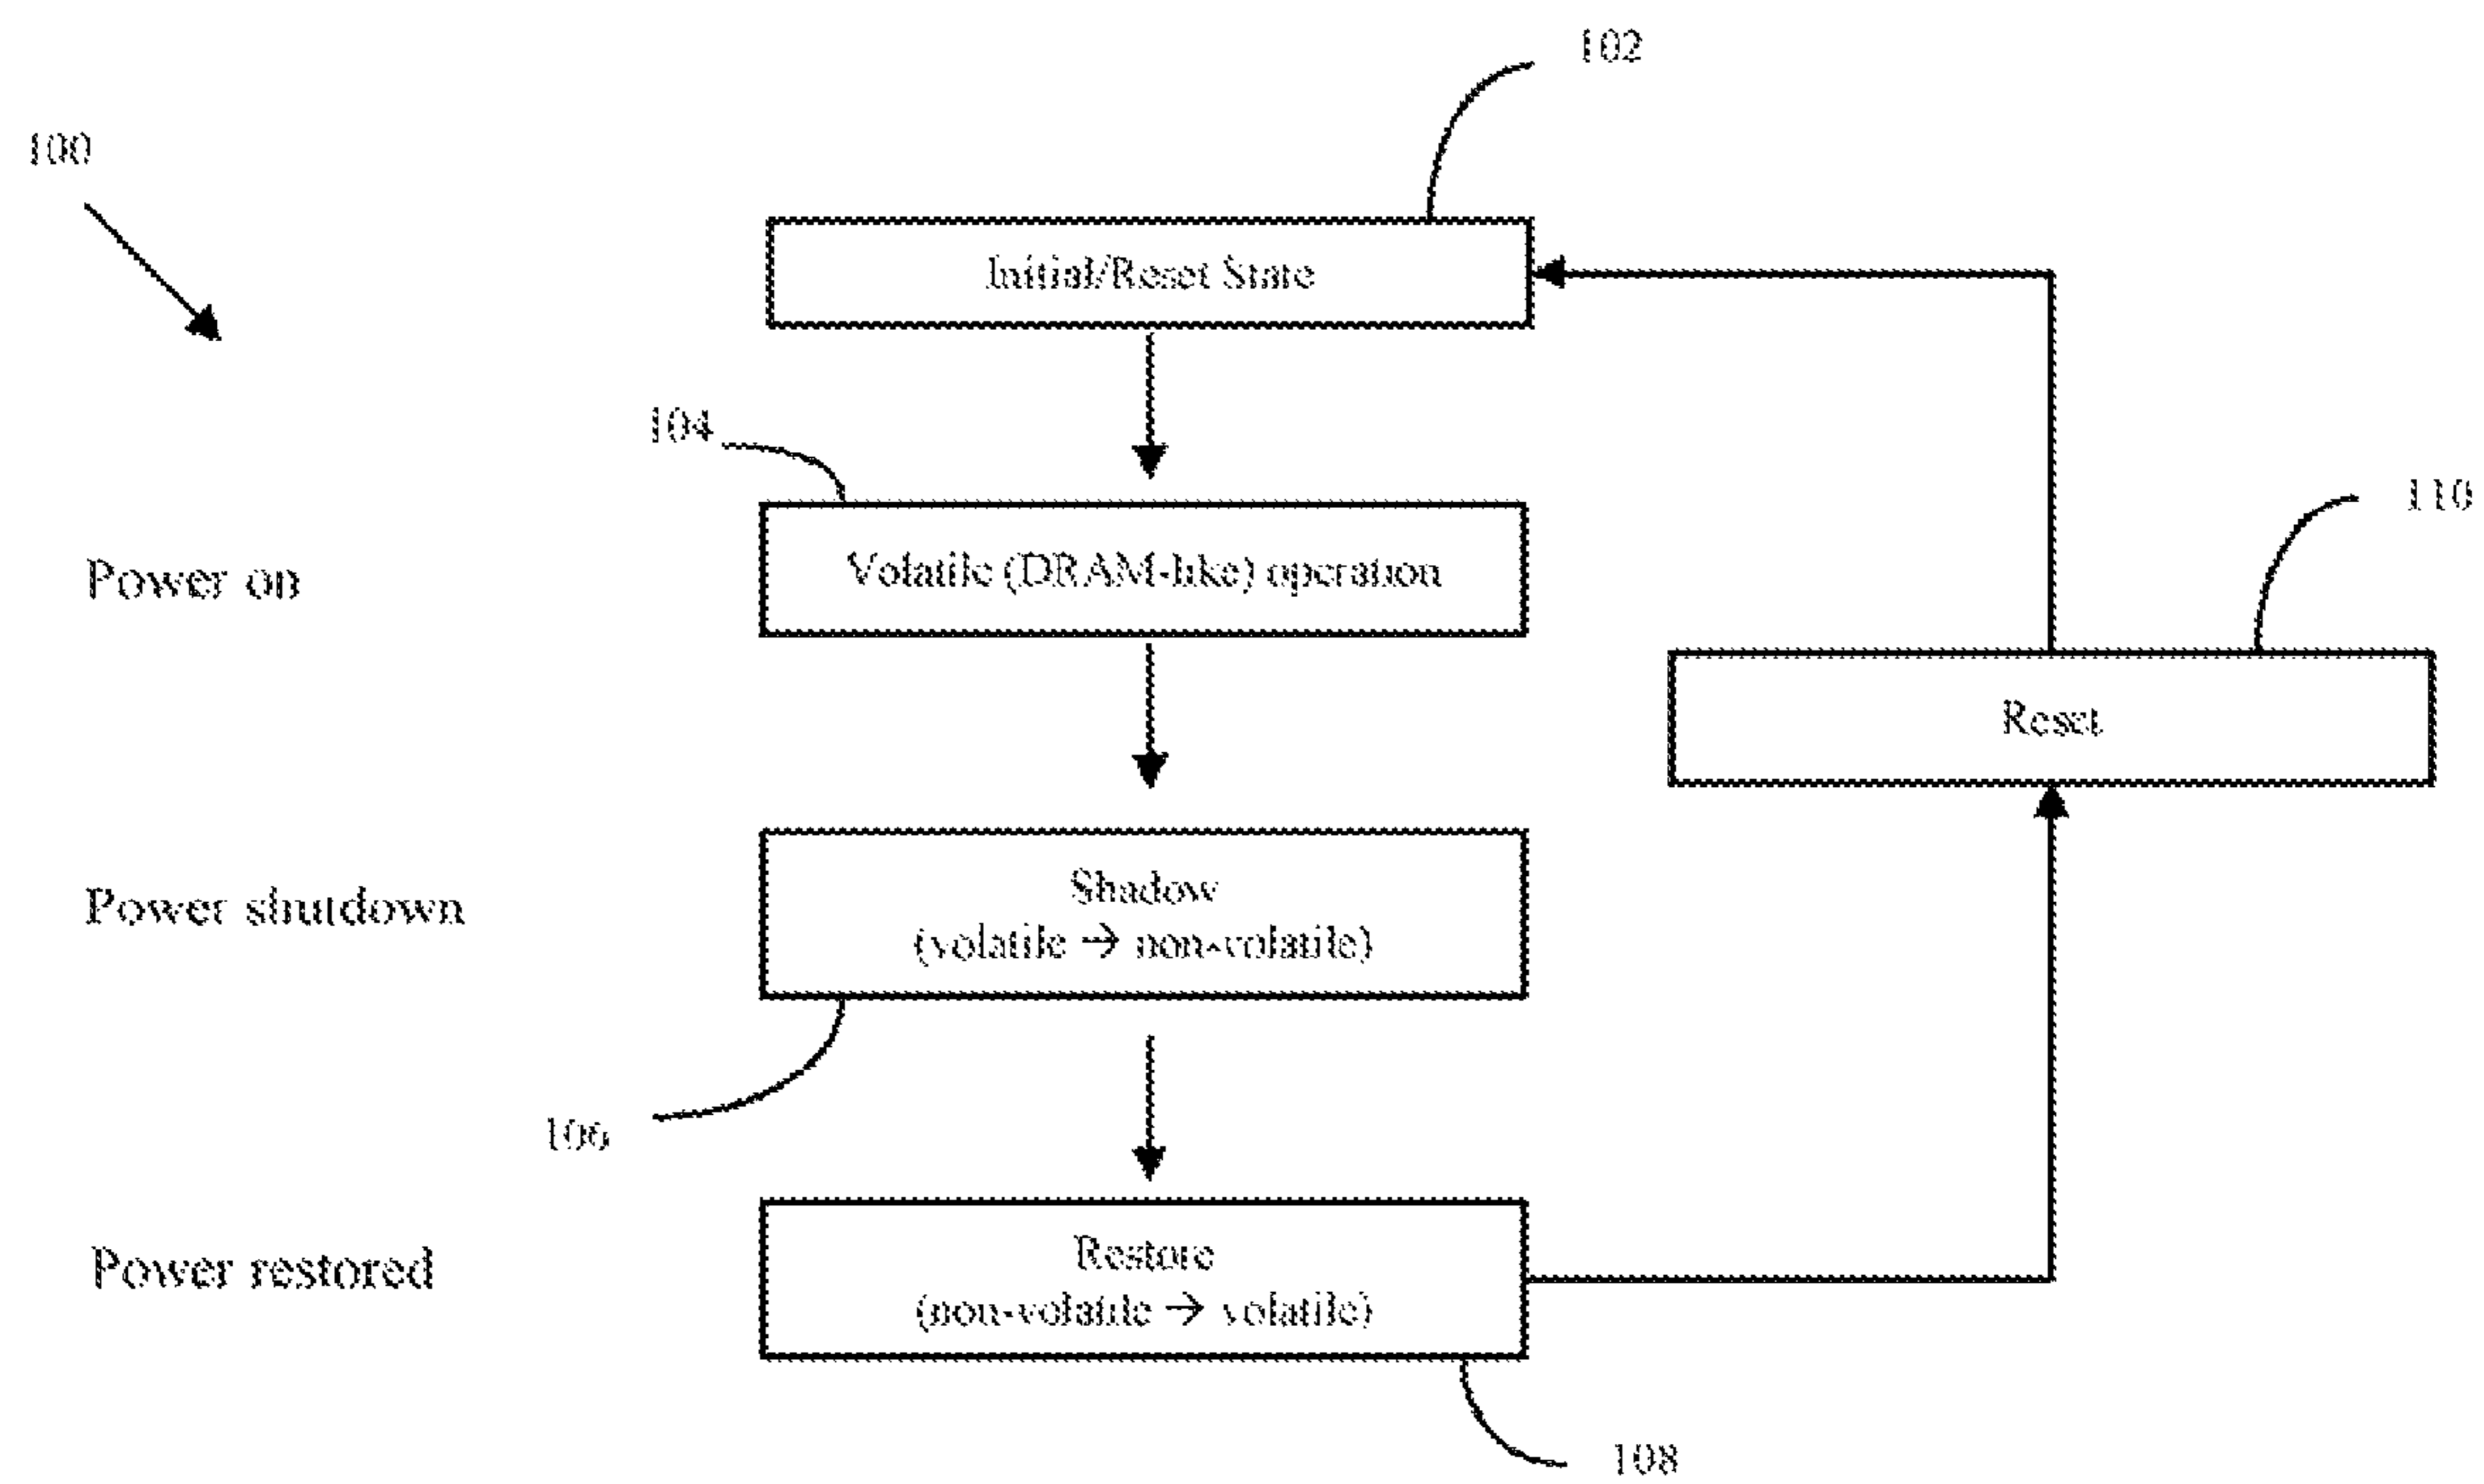 102
100
Initial/Reset State
104
110
Power on
Volatile (DRAM-like) operation
Reset
Power shutdown
Shadow
(volatile → non-volatile)
106
Power restored
Restore
(non-volatile → volatile)
108